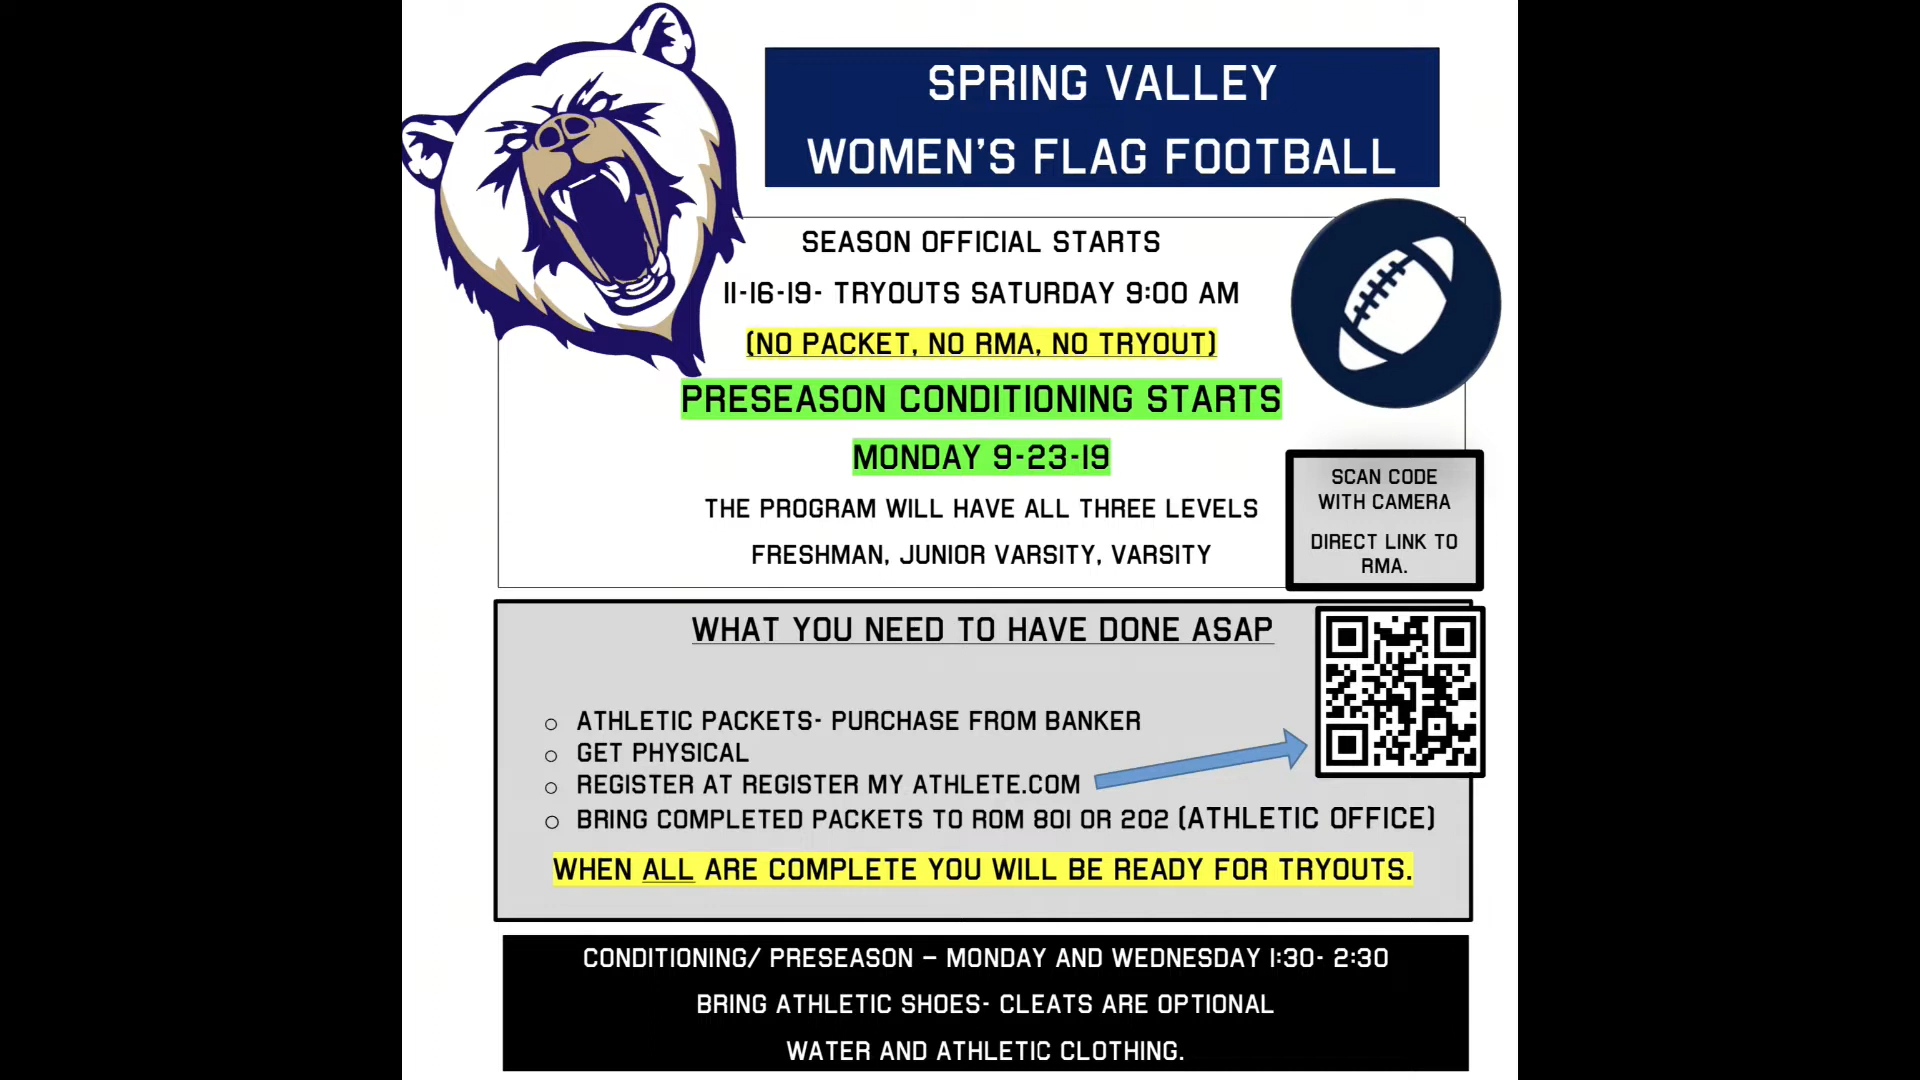 SPRING VALLEY
WOMEN'S FLAG FOOTBALL
SEASON OFFICIAL STARTS
11-16-19- TRYOUTS SATURDAY 9:00 AM
(NO PACKET, NO RMA, NO TRYOUT)
PRESEASON CONDITIONING STARTS
MONDAY 9-23-19
THE PROGRAM WILL HAVE ALL THREE LEVELS
FRESHMAN, JUNIOR VARSITY, VARSITY
SCAN CODE
WITH CAMERA
DIRECT LINK TO
RMA.
WHAT YOU NEED TO HAVE DONE ASAP
○ ATHLETIC PACKETS- PURCHASE FROM BANKER
○ GET PHYSICAL
○ REGISTER AT REGISTER MY ATHLETE.COM
○ BRING COMPLETED PACKETS TO ROM 801 OR 202 (ATHLETIC OFFICE)
WHEN ALL ARE COMPLETE YOU WILL BE READY FOR TRYOUTS.
CONDITIONING/ PRESEASON – MONDAY AND WEDNESDAY 1:30- 2:30
BRING ATHLETIC SHOES- CLEATS ARE OPTIONAL
WATER AND ATHLETIC CLOTHING.